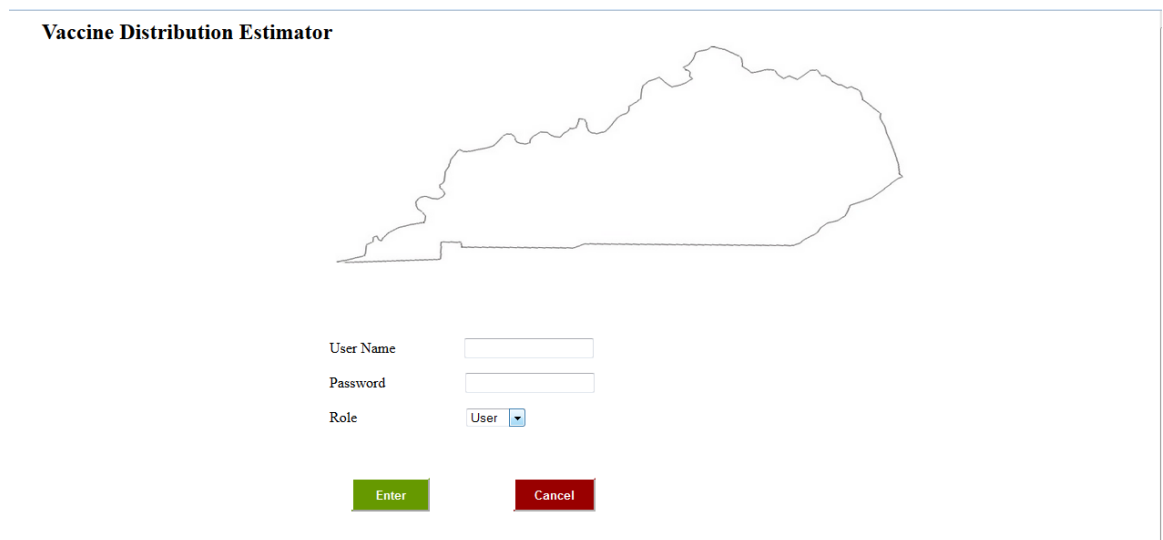 Vaccine Distribution Estimator
User Name
Password
Role User
Enter Cancel